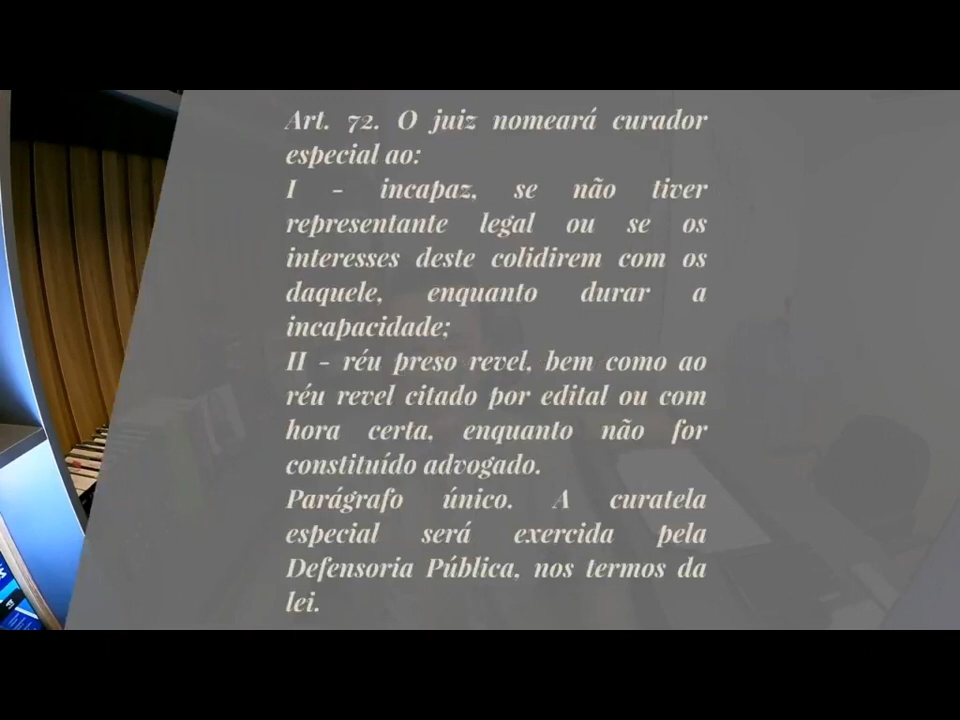 Art. 72. O juiz nomeará curador
especial ao:
I - incapaz, se não tiver
representante legal ou se os
interesses deste colidirem com os
daquele, enquanto durar a
incapacidade;
II - réu preso revel, bem como ao
réu revel citado por edital ou com
hora certa, enquanto não for
constituído advogado.
Parágrafo único. A curatela
especial será exercida pela
Defensoria Pública, nos termos da
lei.